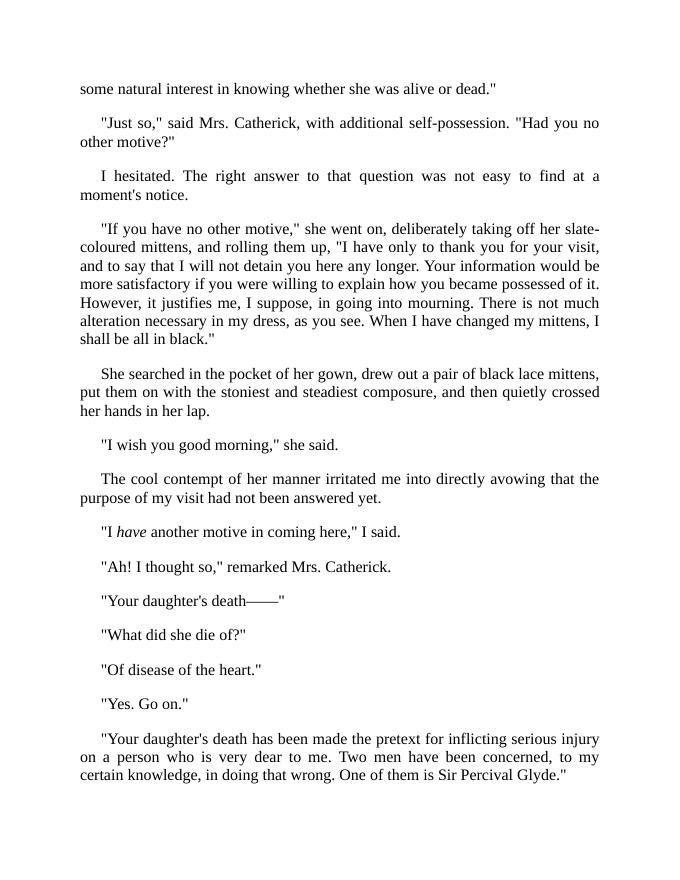 some natural interest in knowing whether she was alive or dead."
"Just so," said Mrs. Catherick, with additional self-possession. "Had you no
other motive?"
I hesitated. The right answer to that question was not easy to find at a
moment's notice.
"If you have no other motive," she went on, deliberately taking off her slate-
coloured mittens, and rolling them up, "I have only to thank you for your visit,
and to say that I will not detain you here any longer. Your information would be
more satisfactory if you were willing to explain how you became possessed of it.
However, it justifies me, I suppose, in going into mourning. There is not much
alteration necessary in my dress, as you see. When I have changed my mittens, I
shall be all in black."
She searched in the pocket of her gown, drew out a pair of black lace mittens,
put them on with the stoniest and steadiest composure, and then quietly crossed
her hands in her lap.
"I wish you good morning," she said.
The cool contempt of her manner irritated me into directly avowing that the
purpose of my visit had not been answered yet.
"I have another motive in coming here," I said.
"Ah! I thought so," remarked Mrs. Catherick.
"Your daughter's death——"
"What did she die of?"
"Of disease of the heart."
"Yes. Go on."
"Your daughter's death has been made the pretext for inflicting serious injury
on a person who is very dear to me. Two men have been concerned, to my
certain knowledge, in doing that wrong. One of them is Sir Percival Glyde."